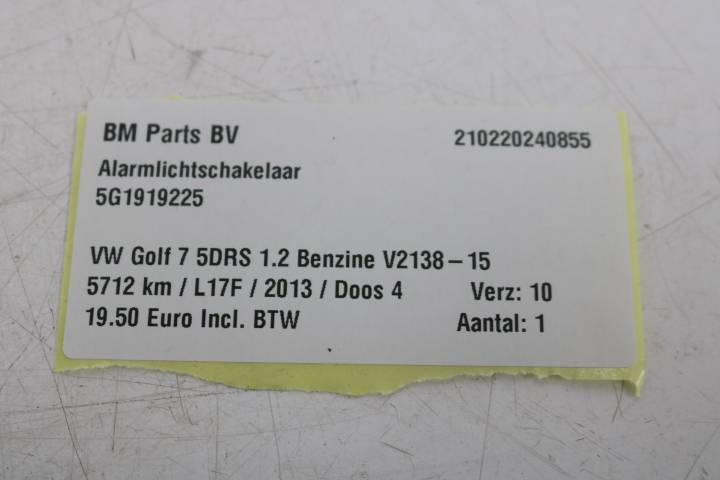 BM Parts BV 210220240855
Alarmlichtschakelaar
5G1919225
VW Golf 7 5DRS 1.2 Benzine V2138-15
5712 km / L17F / 2013 / Doos 4 Verz: 10
19.50 Euro Incl. BTW Aantal: 1